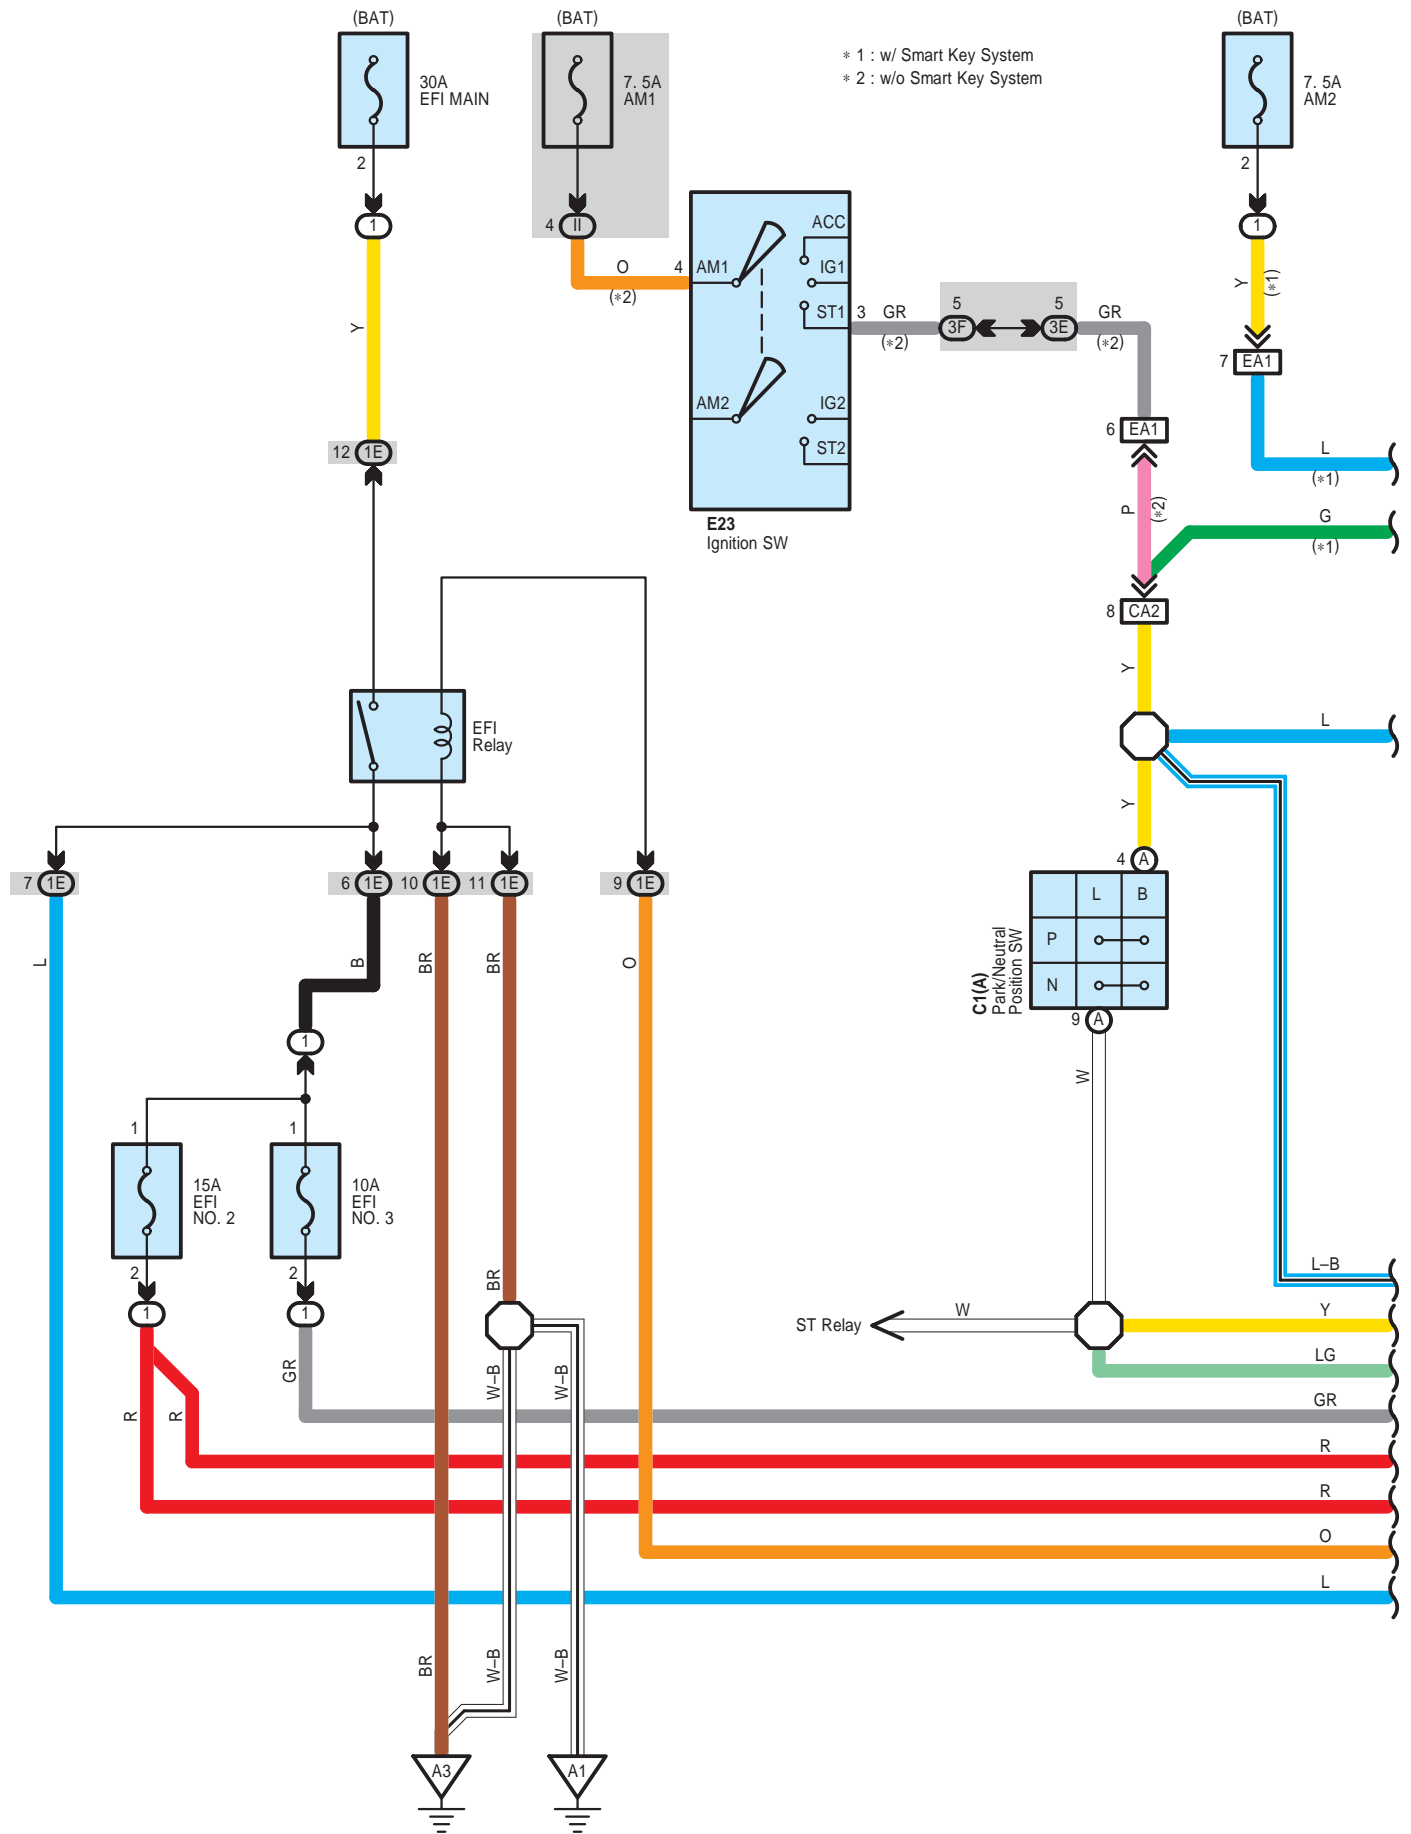 (BAT)
(BAT)
(BAT)
30A
EFI MAIN
7. 5A
AM1
∗ 1 : w/ Smart Key System
∗ 2 : w/o Smart Key System
7. 5A
AM2
2
2
1
4 II
1
O
(∗2)
4
AM1
ACC
IG1
ST1
AM2
IG2
ST2
E23
Ignition SW
3
GR
(∗2)
5
3F
5
3E
GR
(∗2)
Y
Y
(∗1)
7 EA1
6 EA1
L
(∗1)
12 1E
P
(∗2)
G
(∗1)
8 CA2
Y
EFI
Relay
L
Y
4 A
7 1E
6 1E
10 1E
11 1E
9 1E
L B
P
N
C1(A)
Park/Neutral
Position SW
9 A
L
B
BR
BR
O
1
W
1
1
15A
EFI
NO. 2
10A
EFI
NO. 3
2
2
1
1
BR
L–B
ST Relay
W
Y
LG
GR
R
R
GR
W–B
W–B
R
R
O
L
BR
W–B
W–B
A3
A1